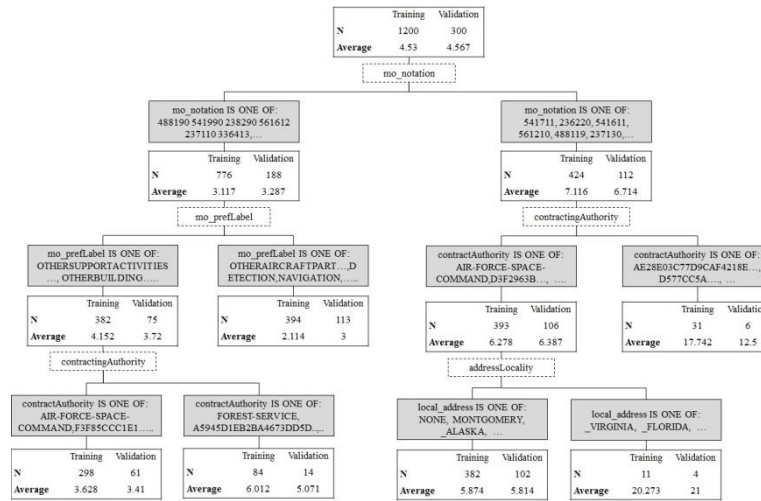 Training Validation
N 1200 300
Average 4.53 4.567
mo_notation
mo_notation IS ONE OF:
488190 541990 238290 561612
237110 336413,…
mo_notation IS ONE OF:
541711, 236220, 541611,
561210, 488119, 237130,…
Training Validation
N 776 188
Average 3.117 3.287
Training Validation
N 424 112
Average 7.116 6.714
mo_prefLabel
contractingAuthority
mo_prefLabel IS ONE OF:
OTHERSUPPORTACTIVITIES
…, OTHERBUILDING…..
mo_prefLabel IS ONE OF:
OTHERAIRCRAFTPART…,D
ETECTION,NAVIGATION,…..
contractAuthority IS ONE OF:
AIR-FORCE-SPACE-
COMMAND,D3F2963B…, …
contractAuthority IS ONE OF:
AE28E03C77D9CAF4218E…,
D577CC5A…., …
Training Validation
N 382 75
Average 4.152 3.72
Training Validation
N 394 113
Average 2.114 3
Training Validation
N 393 106
Average 6.278 6.387
Training Validation
N 31 6
Average 17.742 12.5
contractingAuthority
addressLocality
contractAuthority IS ONE OF:
AIR-FORCE-SPACE-
COMMAND,F3F85CCC1E1…..
contractAuthority IS ONE OF:
FOREST-SERVICE,
A5945D1EB2BA4673DD5D..,..
local_address IS ONE OF:
NONE, MONTGOMERY,
_ALASKA, …
local_address IS ONE OF:
_VIRGINIA, _FLORIDA, …
Training Validation
N 298 61
Average 3.628 3.41
Training Validation
N 84 14
Average 6.012 5.071
Training Validation
N 382 102
Average 5.874 5.814
Training Validation
N 11 4
Average 20.273 21